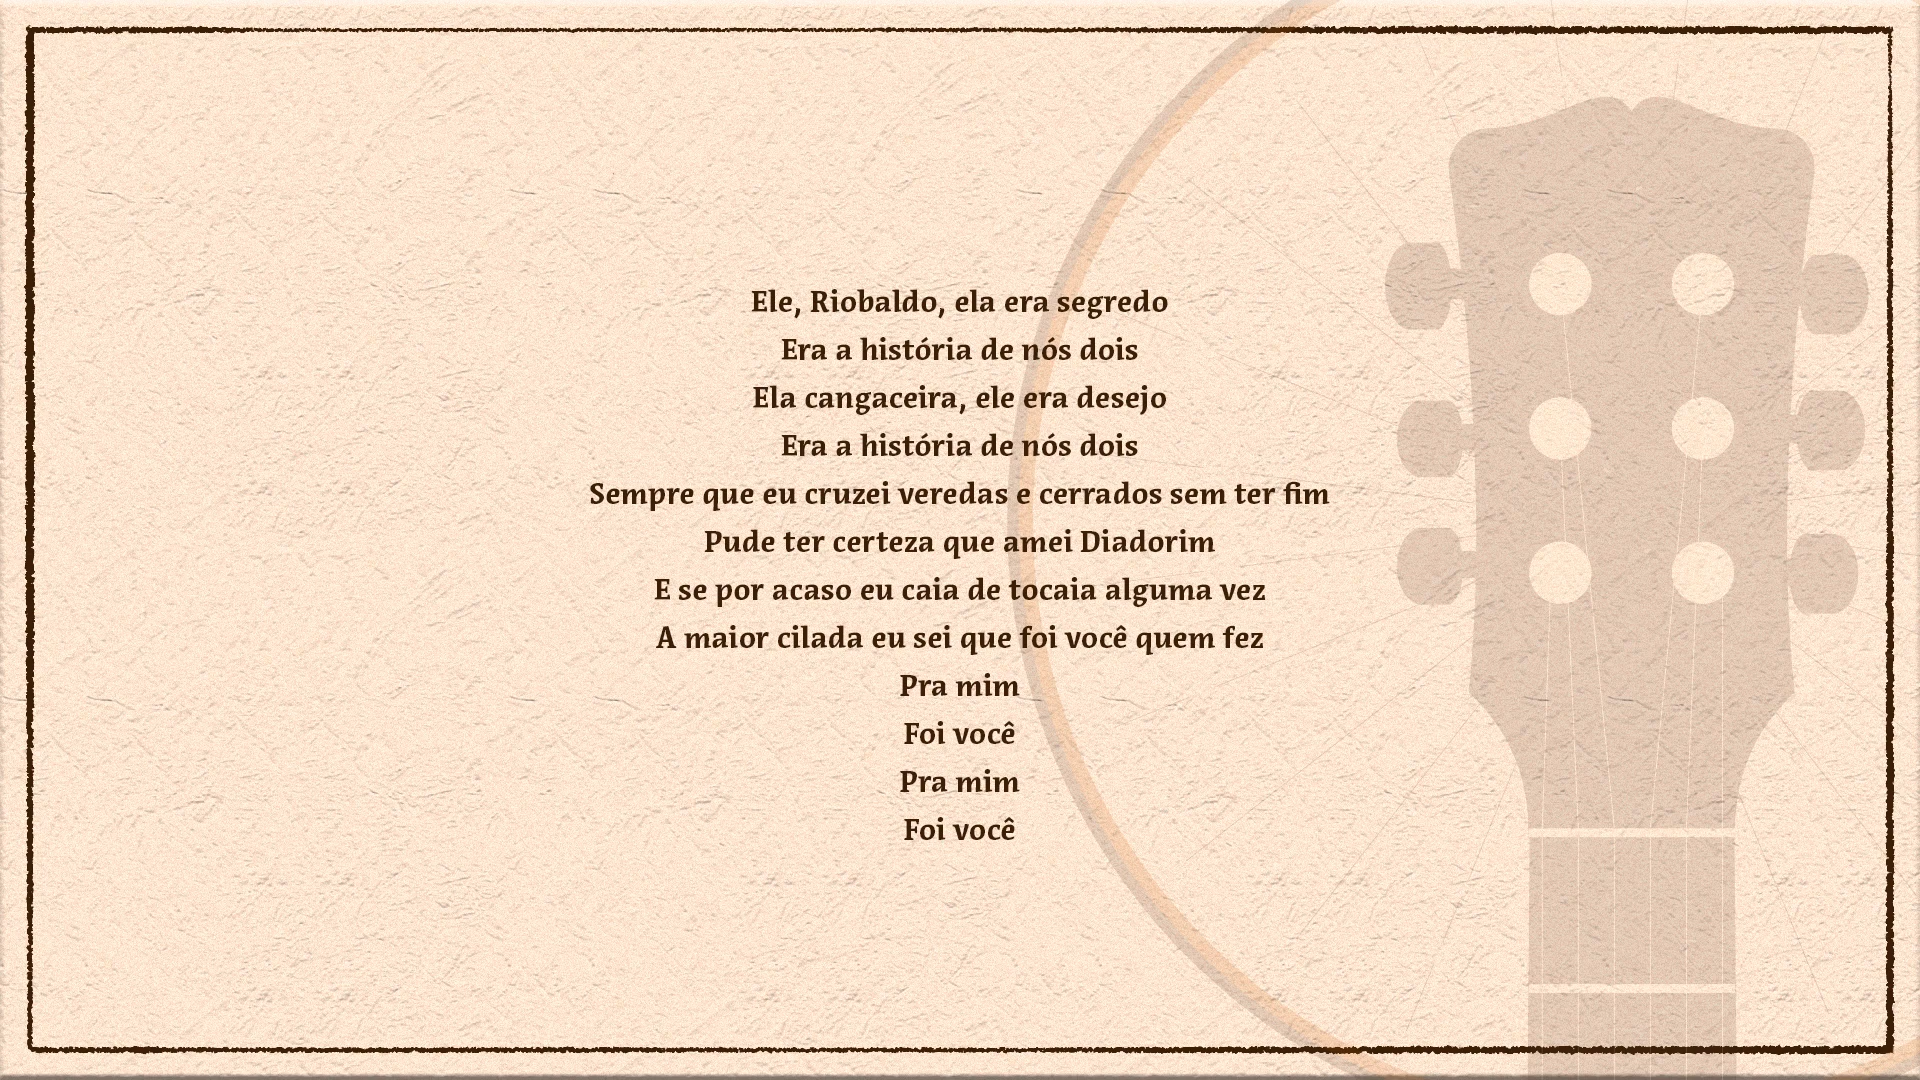 Ele, Riobaldo, ela era segredo
Era a história de nós dois
Ela cangaceira, ele era desejo
Era a história de nós dois
Sempre que eu cruzei veredas e cerrados sem ter fim
Pude ter certeza que amei Diadorim
E se por acaso eu caia de tocaia alguma vez
A maior cilada eu sei que foi você quem fez
Pra mim
Foi você
Pra mim
Foi você